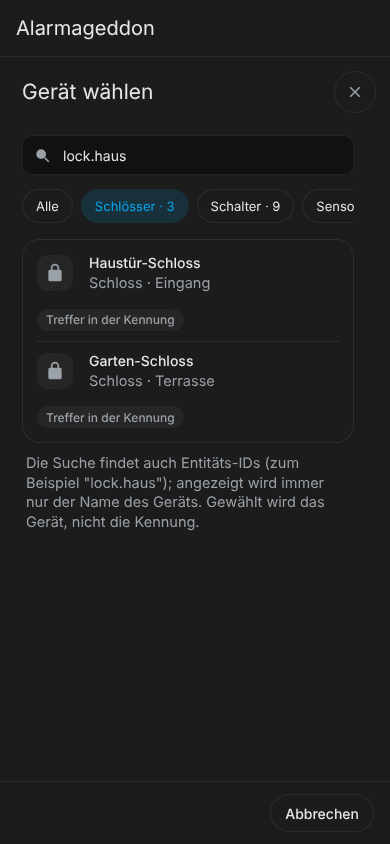 Alarmageddon
Gerät wählen
lock.haus
Alle
Schlösser · 3
Schalter · 9
Senso
Haustür-Schloss
Schloss · Eingang
Treffer in der Kennung
Garten-Schloss
Schloss · Terrasse
Treffer in der Kennung
Die Suche findet auch Entitäts-IDs (zum
Beispiel "lock.haus"); angezeigt wird immer
nur der Name des Geräts. Gewählt wird das
Gerät, nicht die Kennung.
Abbrechen